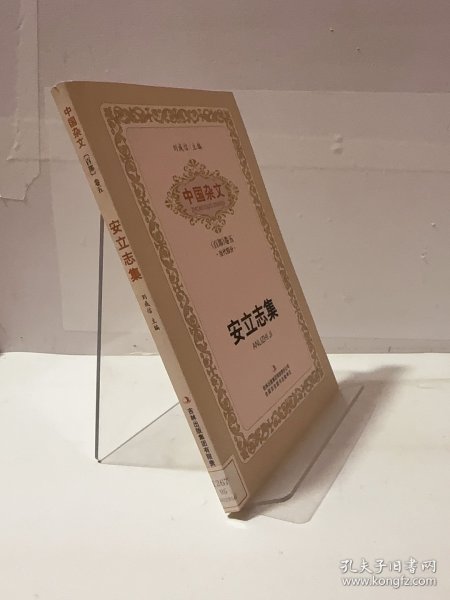 中国杂文
(百部)
卷五
安立志集
刘成信 主编
吉林出版集团有限责
刘成信/主编
中国杂文
(百部)卷五
·当代部分·
安立志集
ANLIZHI JI
I267
孔夫子旧书网
www.kongfz.com